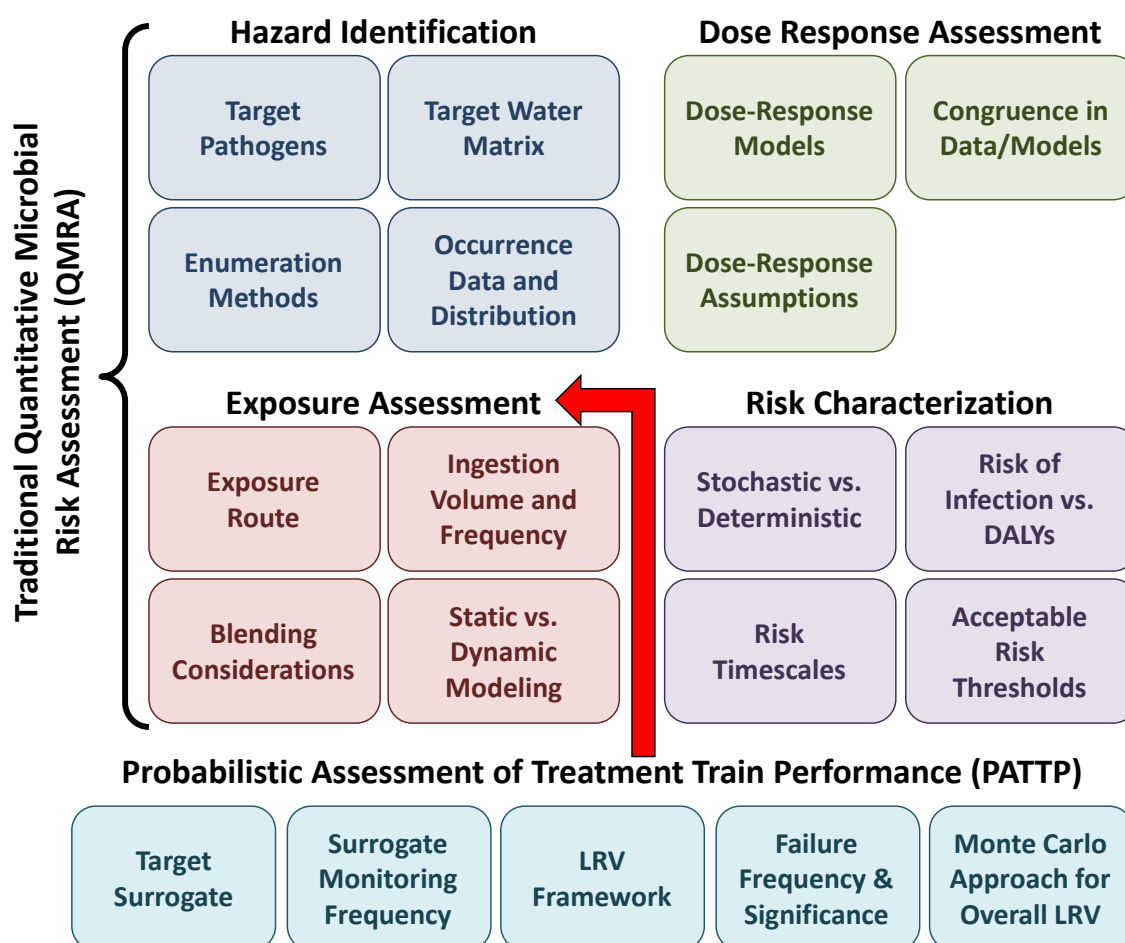 Traditional Quantitative Microbial
Risk Assessment (QMRA)
Hazard Identification
Target
Pathogens
Target Water
Matrix
Enumeration
Methods
Occurrence
Data and
Distribution
Dose Response Assessment
Dose-Response
Models
Congruence in
Data/Models
Dose-Response
Assumptions
Exposure Assessment
Exposure
Route
Ingestion
Volume and
Frequency
Blending
Considerations
Static vs.
Dynamic
Modeling
Risk Characterization
Stochastic vs.
Deterministic
Risk of
Infection vs.
DALYs
Risk
Timescales
Acceptable
Risk
Thresholds
Probabilistic Assessment of Treatment Train Performance (PATTP)
Target
Surrogate
Surrogate
Monitoring
Frequency
LRV
Framework
Failure
Frequency &
Significance
Monte Carlo
Approach for
Overall LRV